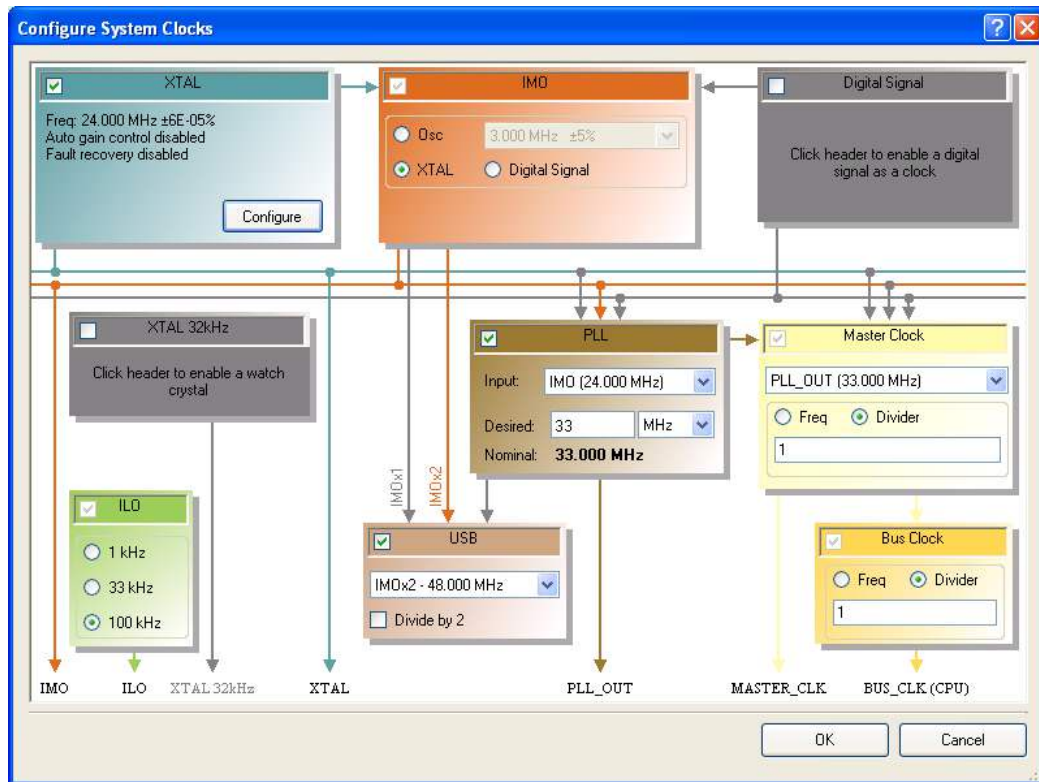 Configure System Clocks
XTAL
Freq: 24.000 MHz ±6E-05%
Auto gain control disabled
Fault recovery disabled
Configure
IMO
Osc
3.000 MHz ±5%
XTAL
Digital Signal
Digital Signal
Click header to enable a digital
signal as a clock
XTAL 32kHz
Click header to enable a watch
crystal
PLL
Input:
IMO (24.000 MHz)
Desired:
33
MHz
Nominal:
33.000 MHz
Master Clock
PLL_OUT (33.000 MHz)
Freq
Divider
1
IMOx1
IMOx2
ILO
1 kHz
33 kHz
100 kHz
USB
IMOx2 - 48.000 MHz
Divide by 2
Bus Clock
Freq
Divider
1
IMO
ILO
XTAL 32kHz
XTAL
PLL_OUT
MASTER_CLK
BUS_CLK (CPU)
OK
Cancel